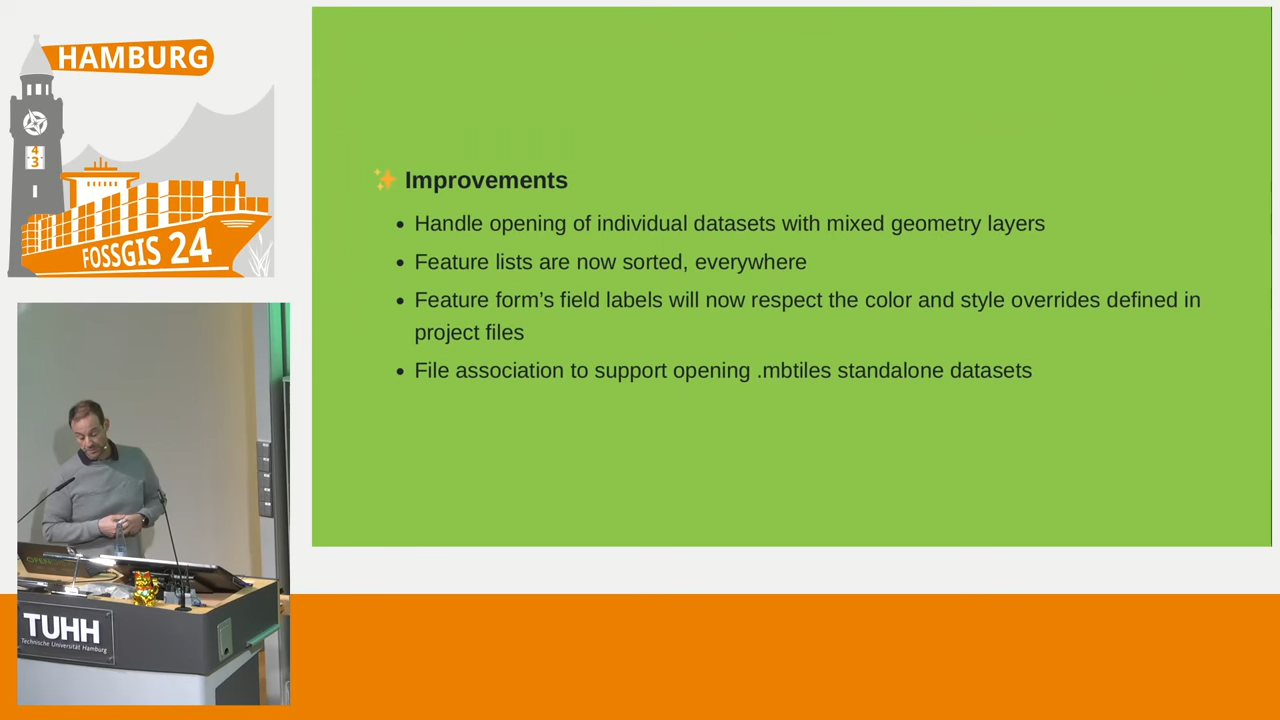 HAMBURG
4
3
FOSSGIS 24
✨ Improvements
• Handle opening of individual datasets with mixed geometry layers
• Feature lists are now sorted, everywhere
• Feature form’s field labels will now respect the color and style overrides defined in
project files
• File association to support opening .mbtiles standalone datasets
TUHH
Technische Universität Hamburg